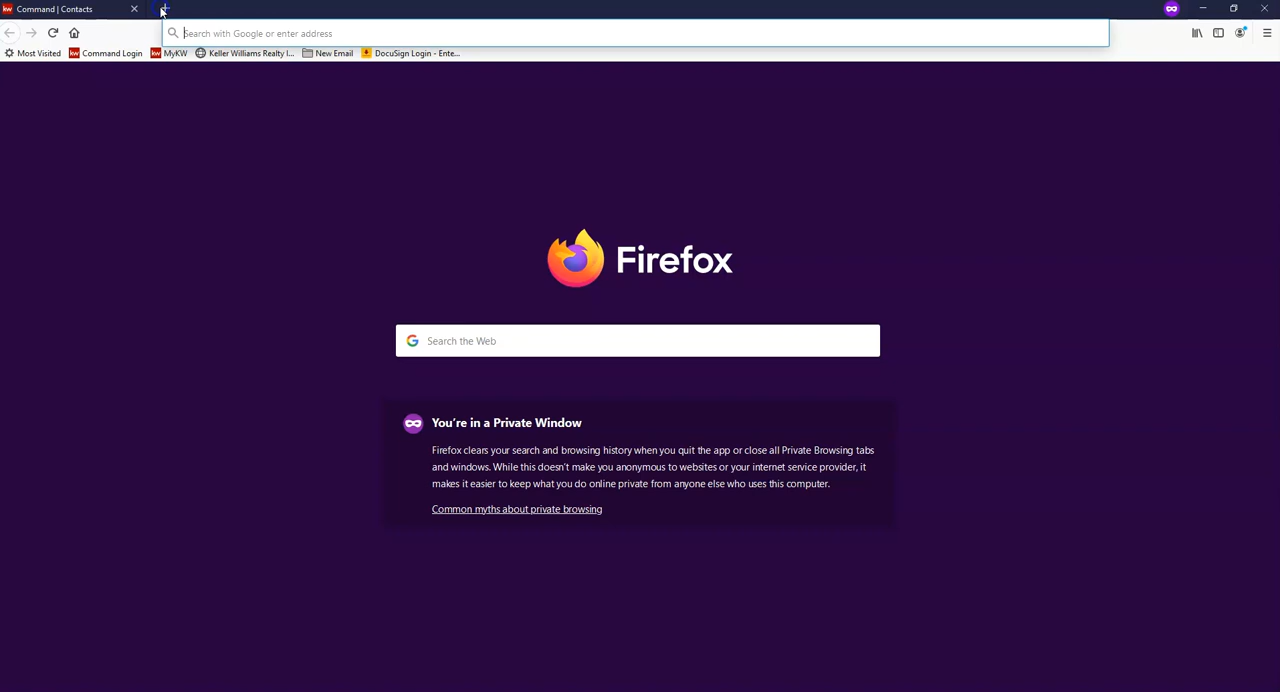 kw Command | Contacts
Search with Google or enter address
Most Visited kw Command Login kw MyKW Keller Williams Realty I... New Email DocuSign Login - Ente...
Firefox
G Search the Web
You're in a Private Window
Firefox clears your search and browsing history when you quit the app or close all Private Browsing tabs
and windows. While this doesn't make you anonymous to websites or your internet service provider, it
makes it easier to keep what you do online private from anyone else who uses this computer.
Common myths about private browsing